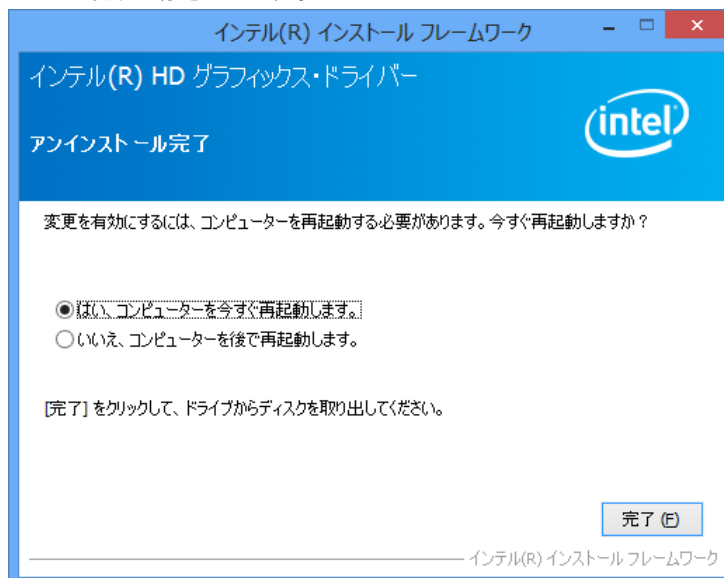 インテル(R) インストール フレームワーク
インテル(R) HD グラフィックス・ドライバー
intel
アンインストール完了
変更を有効にするには、コンピューターを再起動する必要があります。今すぐ再起動しますか？
はい、コンピューターを今すぐ再起動します。
いいえ、コンピューターを後で再起動します。
[完了] をクリックして、ドライブからディスクを取り出してください。
完了 (F)
インテル(R) インストール フレームワーク